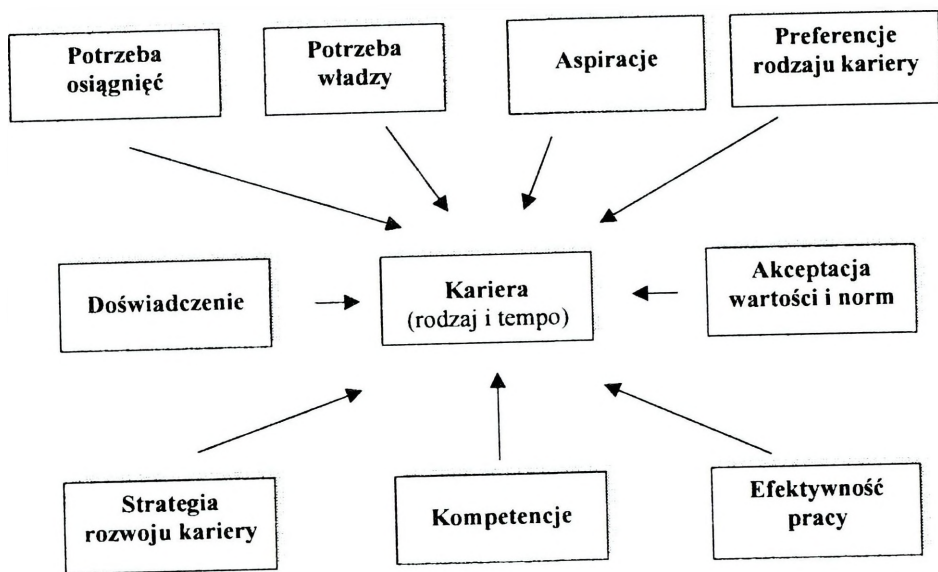 Potrzeba
osiągnięć
Potrzeba
władzy
Aspiracje
Preferencje
rodzaju kariery
Doświadczenie
Kariera
(rodzaj i tempo)
Akceptacja
wartości i norm
Strategia
rozwoju kariery
Kompetencje
Efektywność
pracy